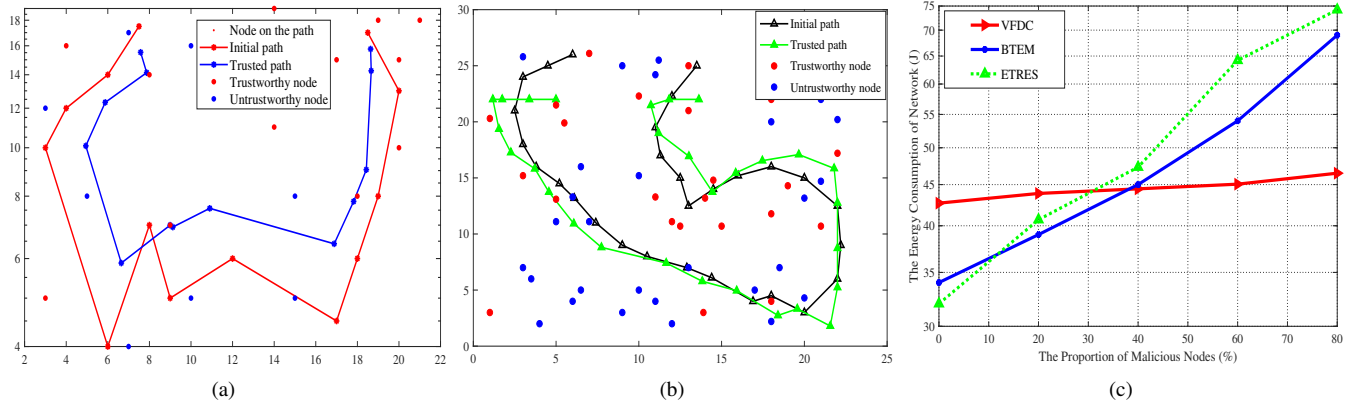 18
16
14
12
10
8
6
4
2 4 6 8 10 12 14 16 18 20 22
Node on the path
Initial path
Trusted path
Trustworthy node
Untrustworthy node
(a)
30
25
20
15
10
5
0
0 5 10 15 20 25
Initial path
Trusted path
Trustworthy node
Untrustworthy node
(b)
The Energy Consumption of Network (J)
75
70
65
60
55
50
45
40
35
30
0 10 20 30 40 50 60 70 80
The Proportion of Malicious Nodes (%)
VFDC
BTEM
ETRES
(c)